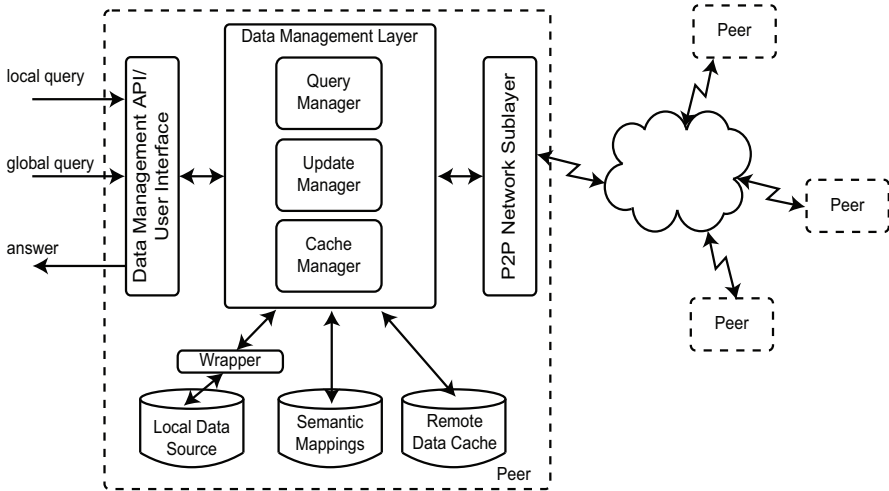 local query
global query
answer
Data Management API/
User Interface
Data Management Layer
Query
Manager
Update
Manager
Cache
Manager
P2P Network Sublayer
Wrapper
Local Data
Source
Semantic
Mappings
Remote
Data Cache
Peer
Peer
Peer
Peer